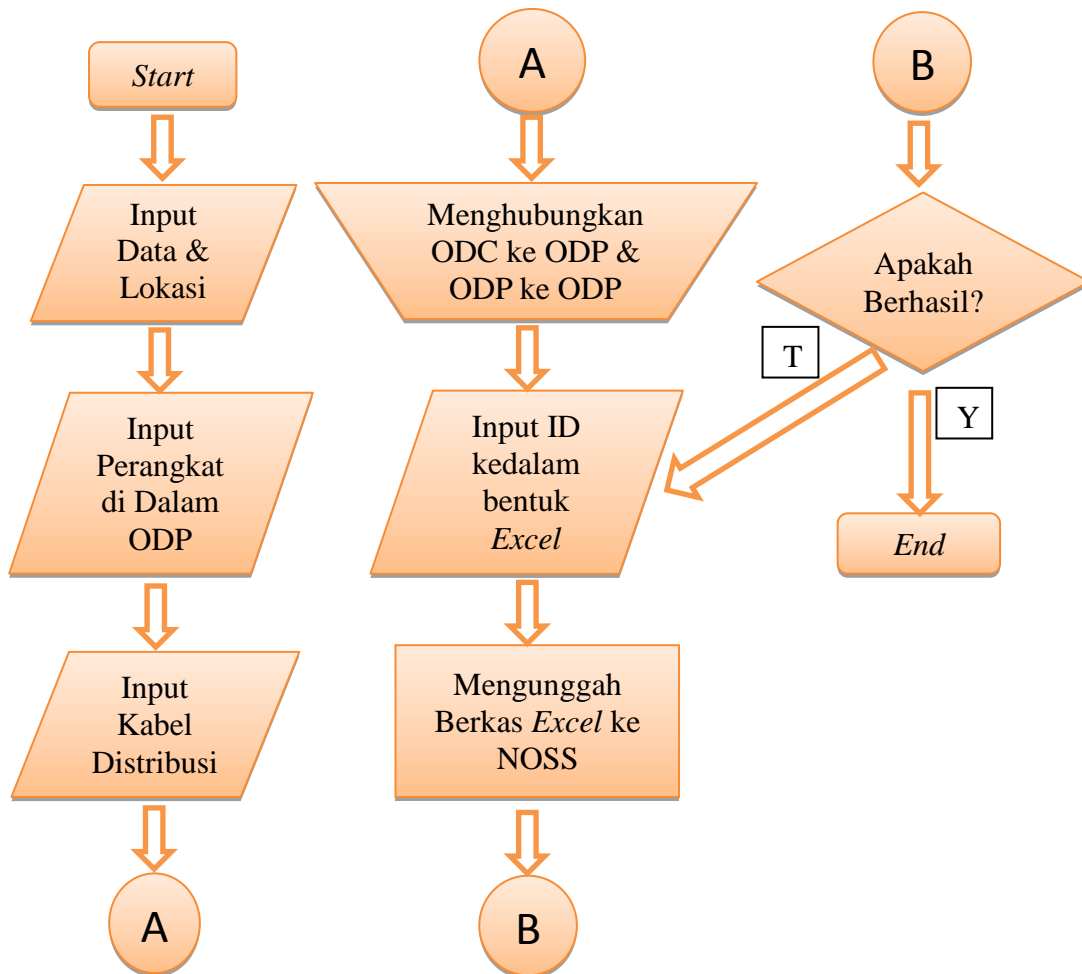 Start
Input
Data &
Lokasi
Input
Perangkat
di Dalam
ODP
Input
Kabel
Distribusi
A
A
Menghubungkan
ODC ke ODP &
ODP ke ODP
Input ID
kedalam
bentuk
Excel
Mengunggah
Berkas Excel ke
NOSS
B
B
Apakah
Berhasil?
T
Y
End